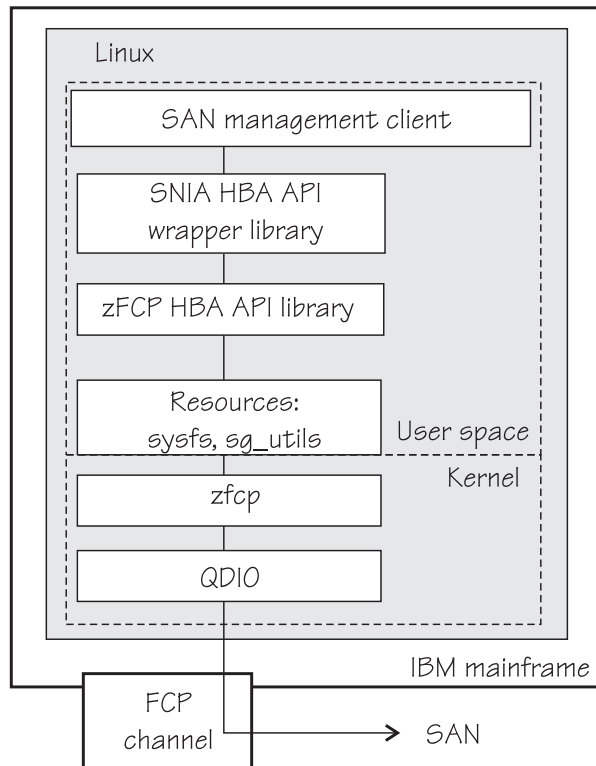 Linux
SAN management client
SNIA HBA API
wrapper library
zFCP HBA API library
Resources:
sysfs, sg_utils
User space
Kernel
zfcp
QDIO
IBM mainframe
FCP
channel
SAN